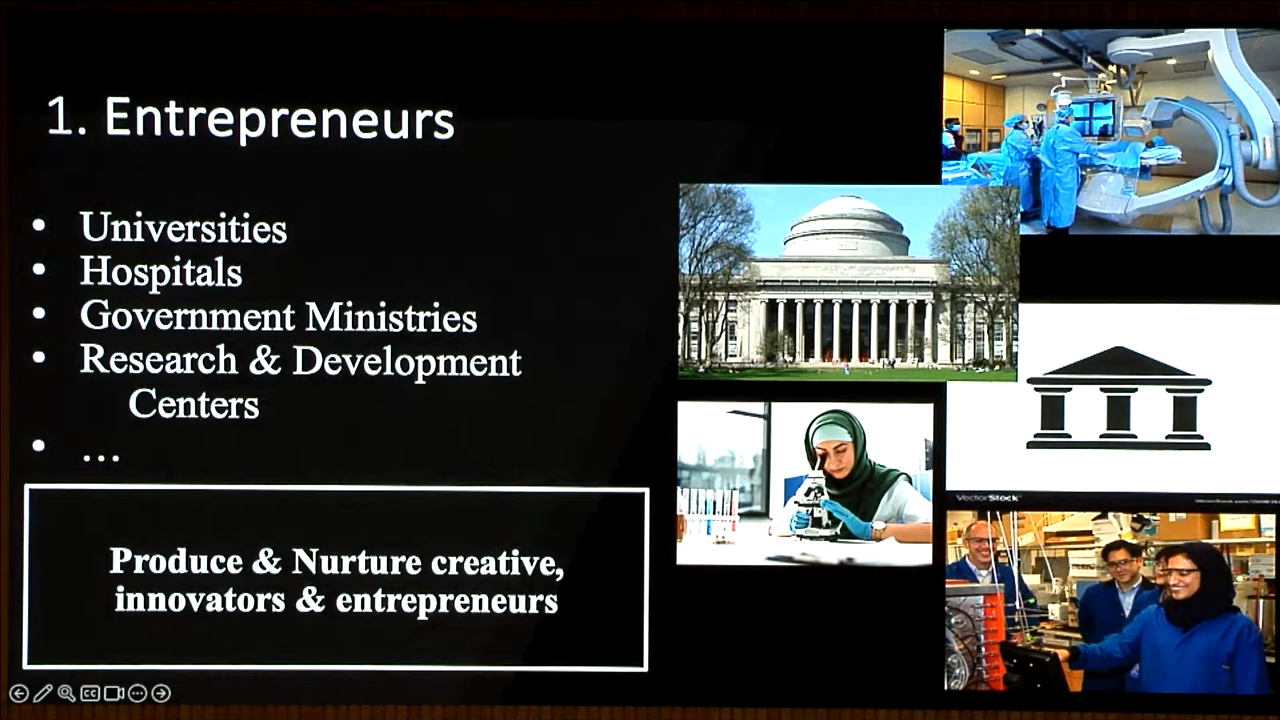 1. Entrepreneurs
• Universities
• Hospitals
• Government Ministries
• Research & Development
Centers
• ...
Produce & Nurture creative,
innovators & entrepreneurs
VectorStock